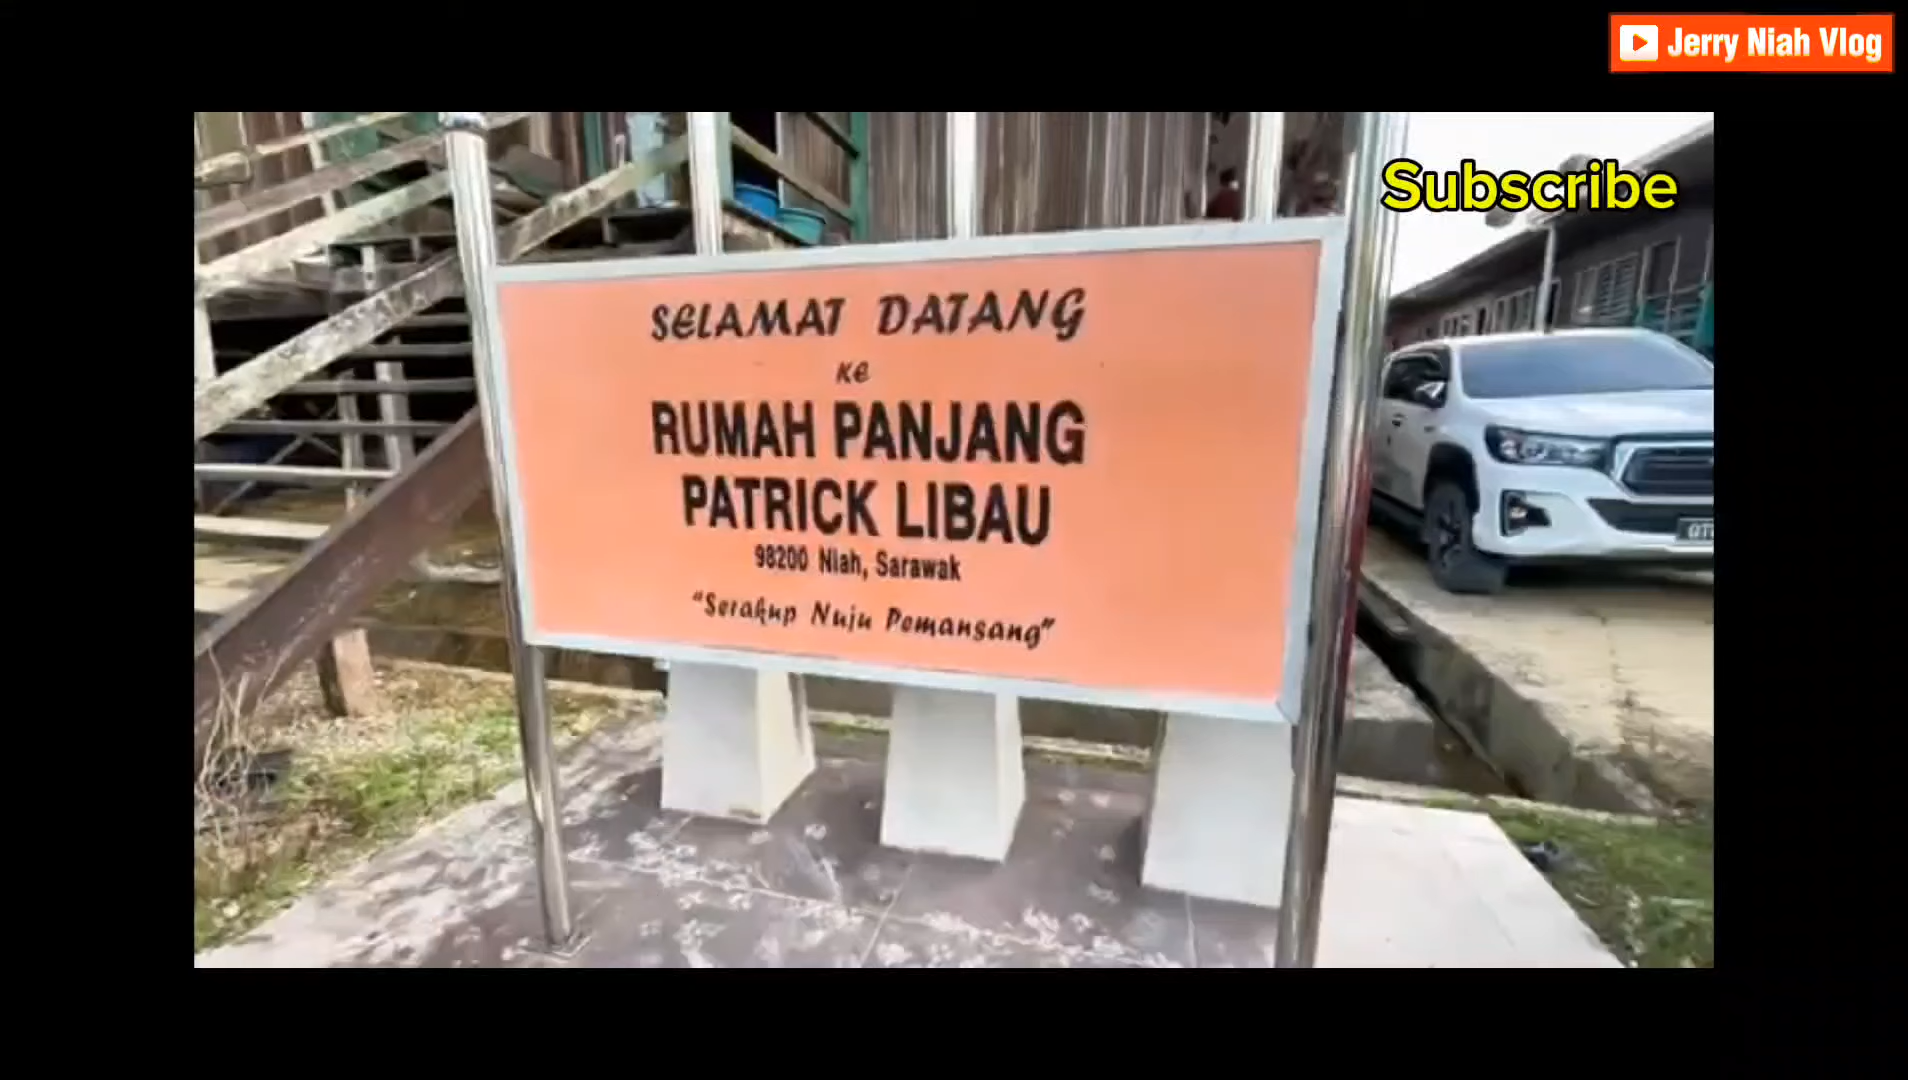 Jerry Niah Vlog
Subscribe
SELAMAT DATANG
KE
RUMAH PANJANG
PATRICK LIBAU
98200 Niah, Sarawak
"Serakup Nuju Pemansang"